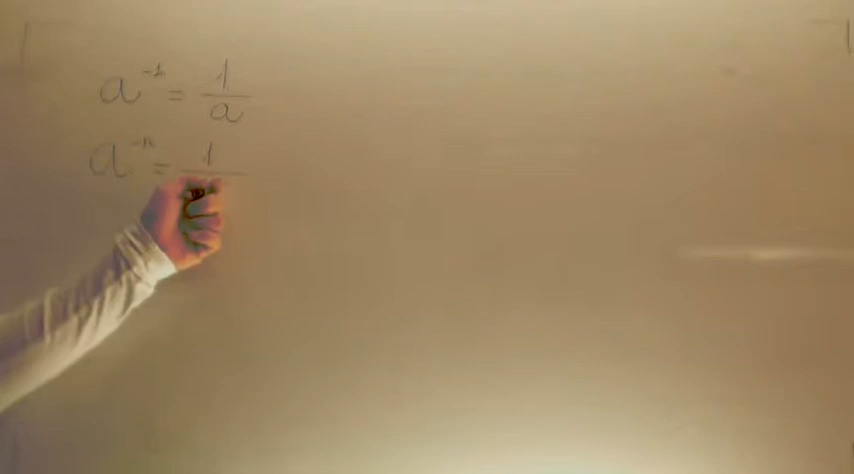 a⁻¹ = 1/a
a⁻ⁿ = 1/